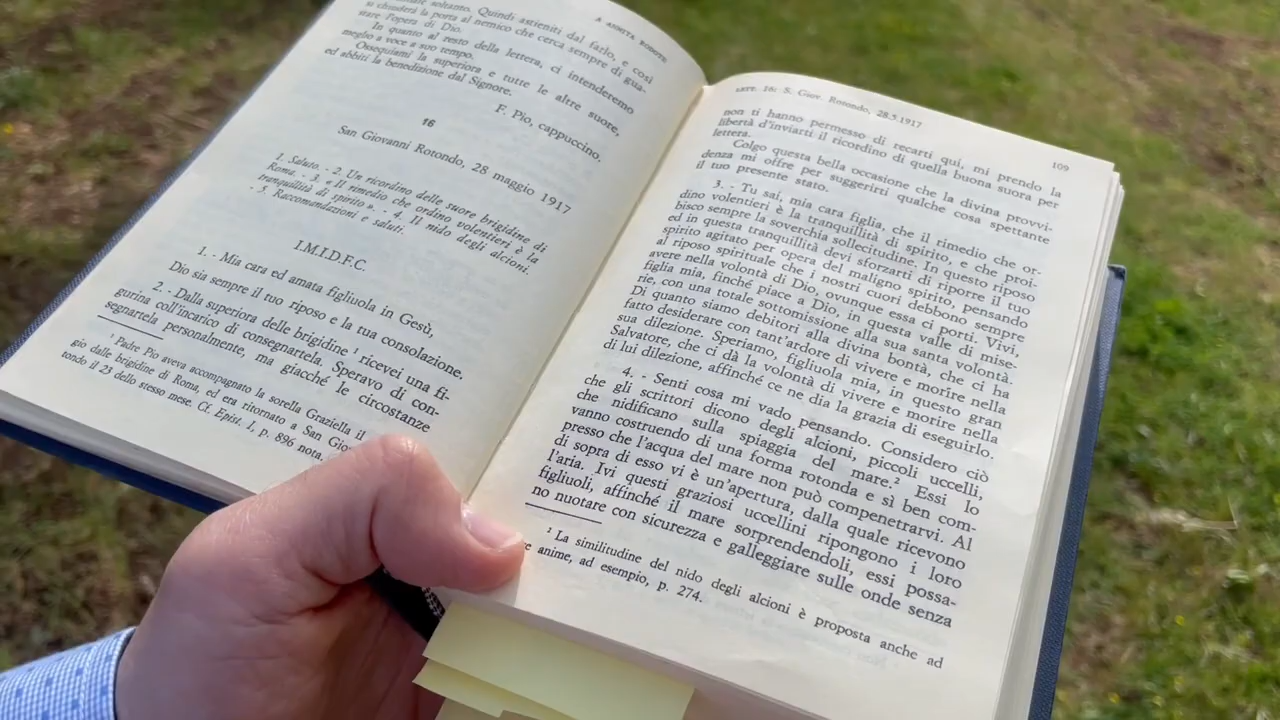 soltanto. Quindi astieniti dal farlo, e così
si chiuderà la porta al nemico che cerca sempre di gua-
stare l'opera di Dio.
In quanto al resto della lettera, ci intenderemo
meglio a voce a suo tempo.
Ossequiami la superiora e tutte le altre suore,
ed abbiti la benedizione dal Signore.
F. Pio, cappuccino.
16
San Giovanni Rotondo, 28 maggio 1917
1. Saluto. - 2. Un ricordino delle suore brigidine di
Roma. - 3. « Il rimedio che ordino volentieri è la
tranquillità di spirito ». - 4. Il nido degli alcioni.
- 5. Raccomandazioni e saluti.
I.M.I.D.F.C.
1. - Mia cara ed amata figliuola in Gesù,
Dio sia sempre il tuo riposo e la tua consolazione.
2. - Dalla superiora delle brigidine ¹ ricevei una fi-
gurina coll'incarico di consegnartela. Speravo di con-
segnartela personalmente, ma giacché le circostanze
¹ Padre Pio aveva accompagnato la sorella Graziella il
gio dalle brigidine di Roma, ed era ritornato a San Gio
tondo il 23 dello stesso mese. Cf. Epist. I, p. 896 nota.
LETT. 16: S. Giov. Rotondo, 28.5.1917
109
non ti hanno permesso di recarti qui, mi prendo la
libertà d'inviarti il ricordino di quella buona suora per
lettera.
Colgo questa bella occasione che la divina provvi-
denza mi offre per suggerirti qualche cosa spettante
il tuo presente stato.
3. - Tu sai, mia cara figlia, che il rimedio che or-
dino volentieri è la tranquillità di spirito, e che proi-
bisco sempre la soverchia sollecitudine. In questo riposo
ed in questa tranquillità devi sforzarti di riporre il tuo
spirito agitato per opera del maligno spirito, pensando
al riposo spirituale che i nostri cuori debbono sempre
avere nella volontà di Dio, ovunque essa ci porti. Vivi,
figlia mia, finché piace a Dio, in questa valle di mise-
rie, con una totale sottomissione alla sua santa volontà.
Di quanto siamo debitori alla divina bontà, che ci ha
fatto desiderare con tant'ardore di vivere e morire nella
sua dilezione. Speriamo, figliuola mia, in questo gran
Salvatore, che ci dà la volontà di vivere e morire nella
di lui dilezione, affinché ce ne dia la grazia di eseguirlo.
4. - Senti cosa mi vado pensando. Considero ciò
che gli scrittori dicono degli alcioni, piccoli uccelli,
che nidificano sulla spiaggia del mare.² Essi lo
vanno costruendo di una forma rotonda e sì ben com-
presso che l'acqua del mare non può compenetrarvi. Al
di sopra di esso vi è un'apertura, dalla quale ricevono
l'aria. Ivi questi graziosi uccellini ripongono i loro
figliuoli, affinché il mare sorprendendoli, essi possa-
no nuotare con sicurezza e galleggiare sulle onde senza
² La similitudine del nido degli alcioni è proposta anche ad
anime, ad esempio, p. 274.